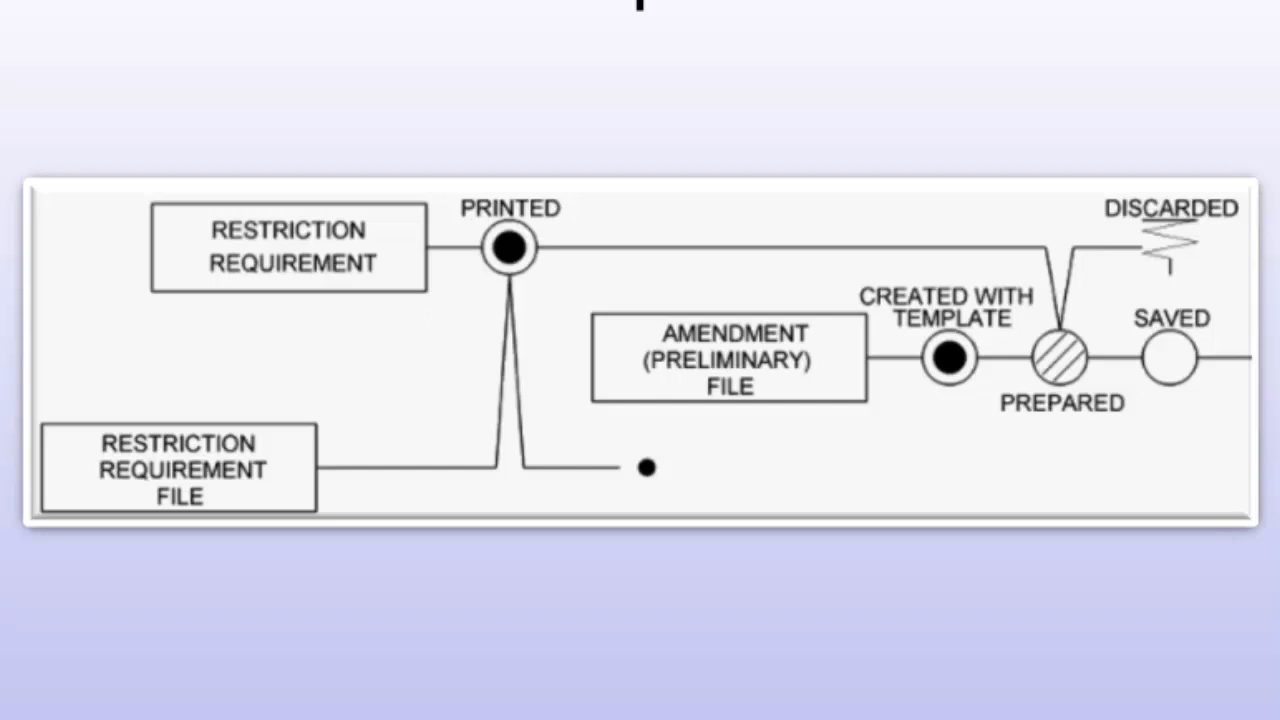 PRINTED
DISCARDED
RESTRICTION
REQUIREMENT
CREATED WITH
TEMPLATE
SAVED
AMENDMENT
(PRELIMINARY)
FILE
PREPARED
RESTRICTION
REQUIREMENT
FILE